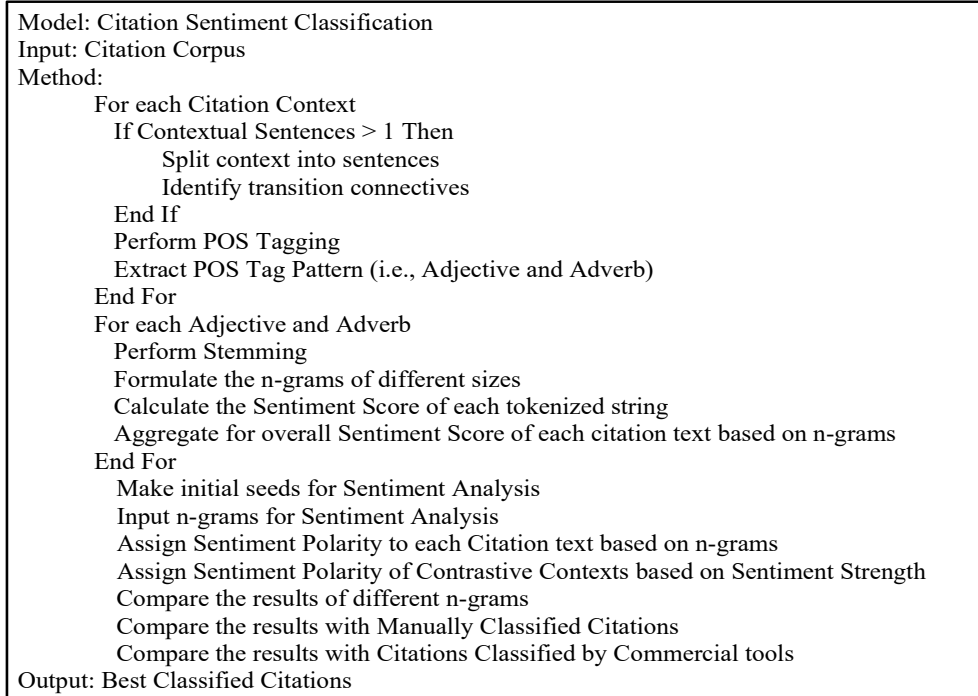 Model: Citation Sentiment Classification
Input: Citation Corpus
Method:
For each Citation Context
If Contextual Sentences > 1 Then
Split context into sentences
Identify transition connectives
End If
Perform POS Tagging
Extract POS Tag Pattern (i.e., Adjective and Adverb)
End For
For each Adjective and Adverb
Perform Stemming
Formulate the n-grams of different sizes
Calculate the Sentiment Score of each tokenized string
Aggregate for overall Sentiment Score of each citation text based on n-grams
End For
Make initial seeds for Sentiment Analysis
Input n-grams for Sentiment Analysis
Assign Sentiment Polarity to each Citation text based on n-grams
Assign Sentiment Polarity of Contrastive Contexts based on Sentiment Strength
Compare the results of different n-grams
Compare the results with Manually Classified Citations
Compare the results with Citations Classified by Commercial tools
Output: Best Classified Citations